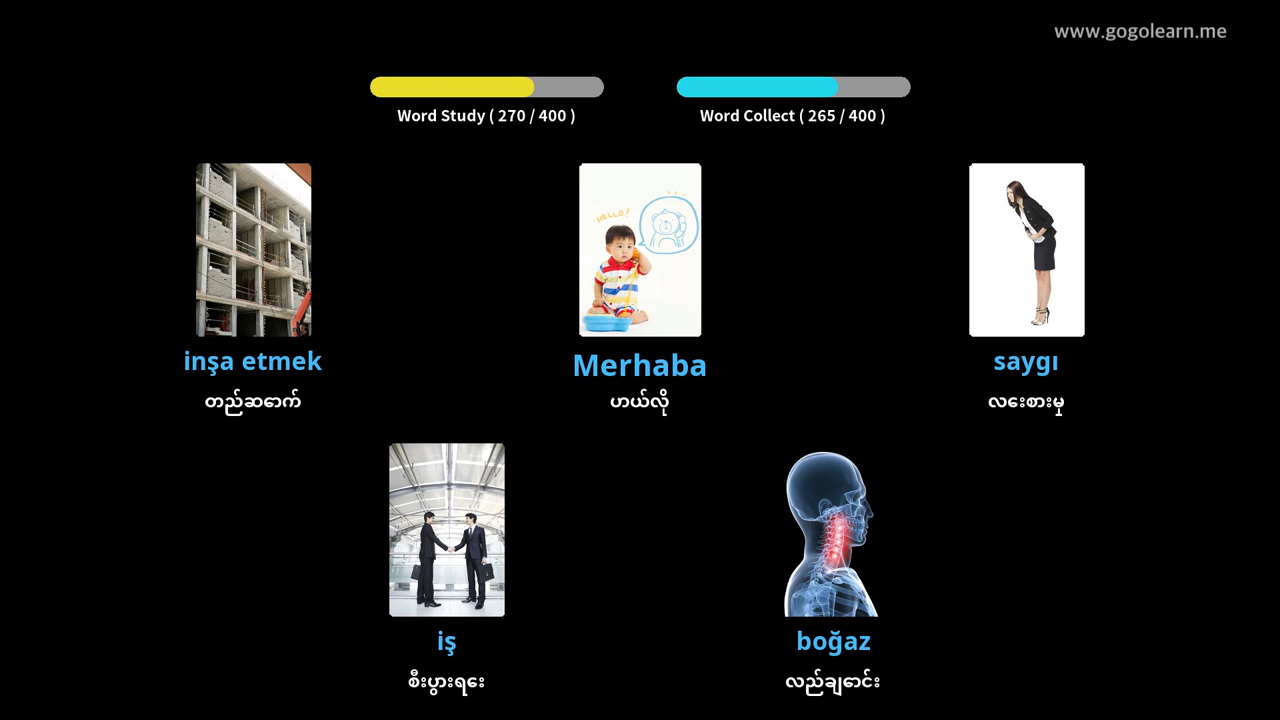 www.gogolearn.me
Word Study ( 270 / 400 )
Word Collect ( 265 / 400 )
HELLO?
inşa etmek
တည်ဆောက်
Merhaba
ဟယ်လို
saygı
လေးစားမှု
iş
စီးပွားရေး
boğaz
လည်ချောင်း